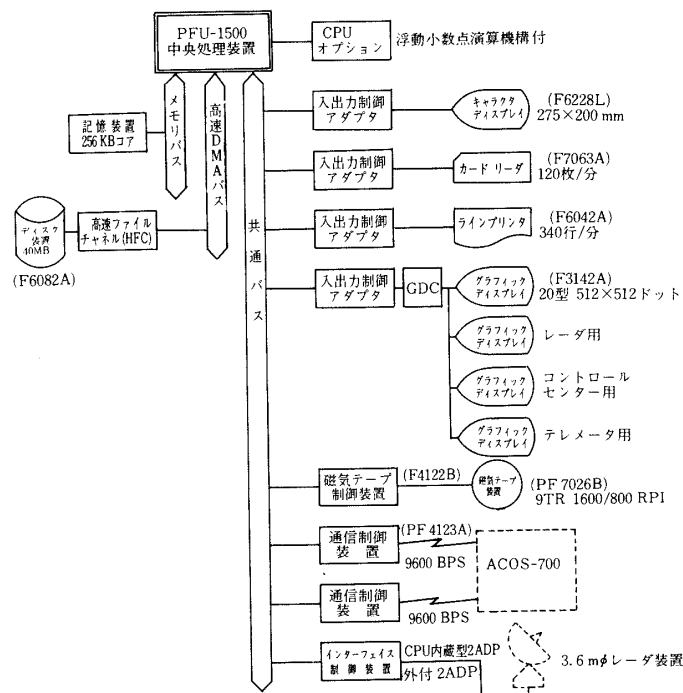 PFU-1500
中央処理装置
CPU
オプション
浮動小数点演算機構付
メモリバス
高速DMAバス
共通バス
記憶装置
256 KBコア
ディスク
装置
40MB
(F6082A)
高速ファイル
チャネル(HFC)
入出力制御
アダプタ
キャラクタ
ディスプレイ
(F6228L)
275×200 mm
入出力制御
アダプタ
カード リーダ
(F7063A)
120枚/分
入出力制御
アダプタ
ラインプリンタ
(F6042A)
340行/分
入出力制御
アダプタ
GDC
グラフィック
ディスプレイ
(F3142A)
20型 512×512ドット
グラフィック
ディスプレイ
レーダ用
グラフィック
ディスプレイ
コントロール
センター用
グラフィック
ディスプレイ
テレメータ用
磁気テープ
制御装置
(F4122B)
磁気テープ
装置
(PF 7026B)
9TR 1600/800 RPI
通信制御
装 置
(PF 4123A)
9600 BPS
ACOS-700
通信制御
装 置
9600 BPS
インターフェイス
制御装置
CPU内蔵型2ADP
外付 2ADP
3.6 mφレーダ装置